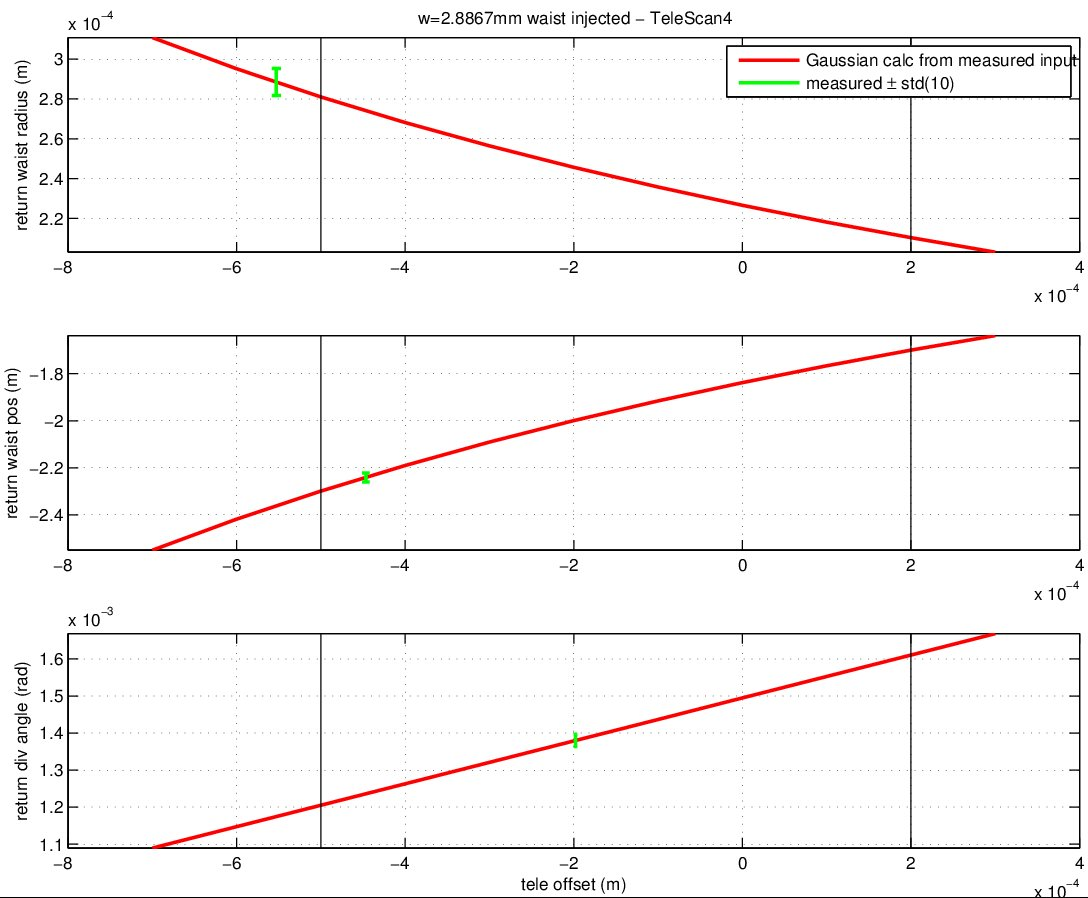 w=2.8867mm waist injected − TeleScan4
x 10−4
return waist radius (m)
3
2.8
2.6
2.4
2.2
Gaussian calc from measured input
measured ± std(10)
−8 −6 −4 −2 0 2 4
x 10−4
return waist pos (m)
−1.8
−2
−2.2
−2.4
−8 −6 −4 −2 0 2 4
x 10−4
x 10−3
return div angle (rad)
1.6
1.5
1.4
1.3
1.2
1.1
−8 −6 −4 −2 0 2 4
tele offset (m)
x 10−4